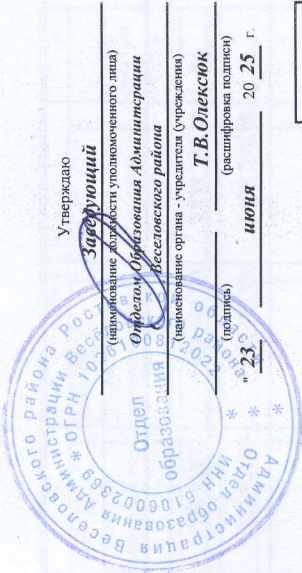 Утверждаю
Заведующий
(наименование должности уполномоченного лица)
Отделом Образования Администрации
Веселовского района
(наименование органа - учредителя (учреждения)
Т.В.Олексюк
(подпись) (расшифровка подписи)
" 23 июня 20 25 г.
Администрация Веселовского района Ростовской области
Отдел образования Администрации Веселовского района
ИНН 6106002369 * ОГРН
Отдел
образования